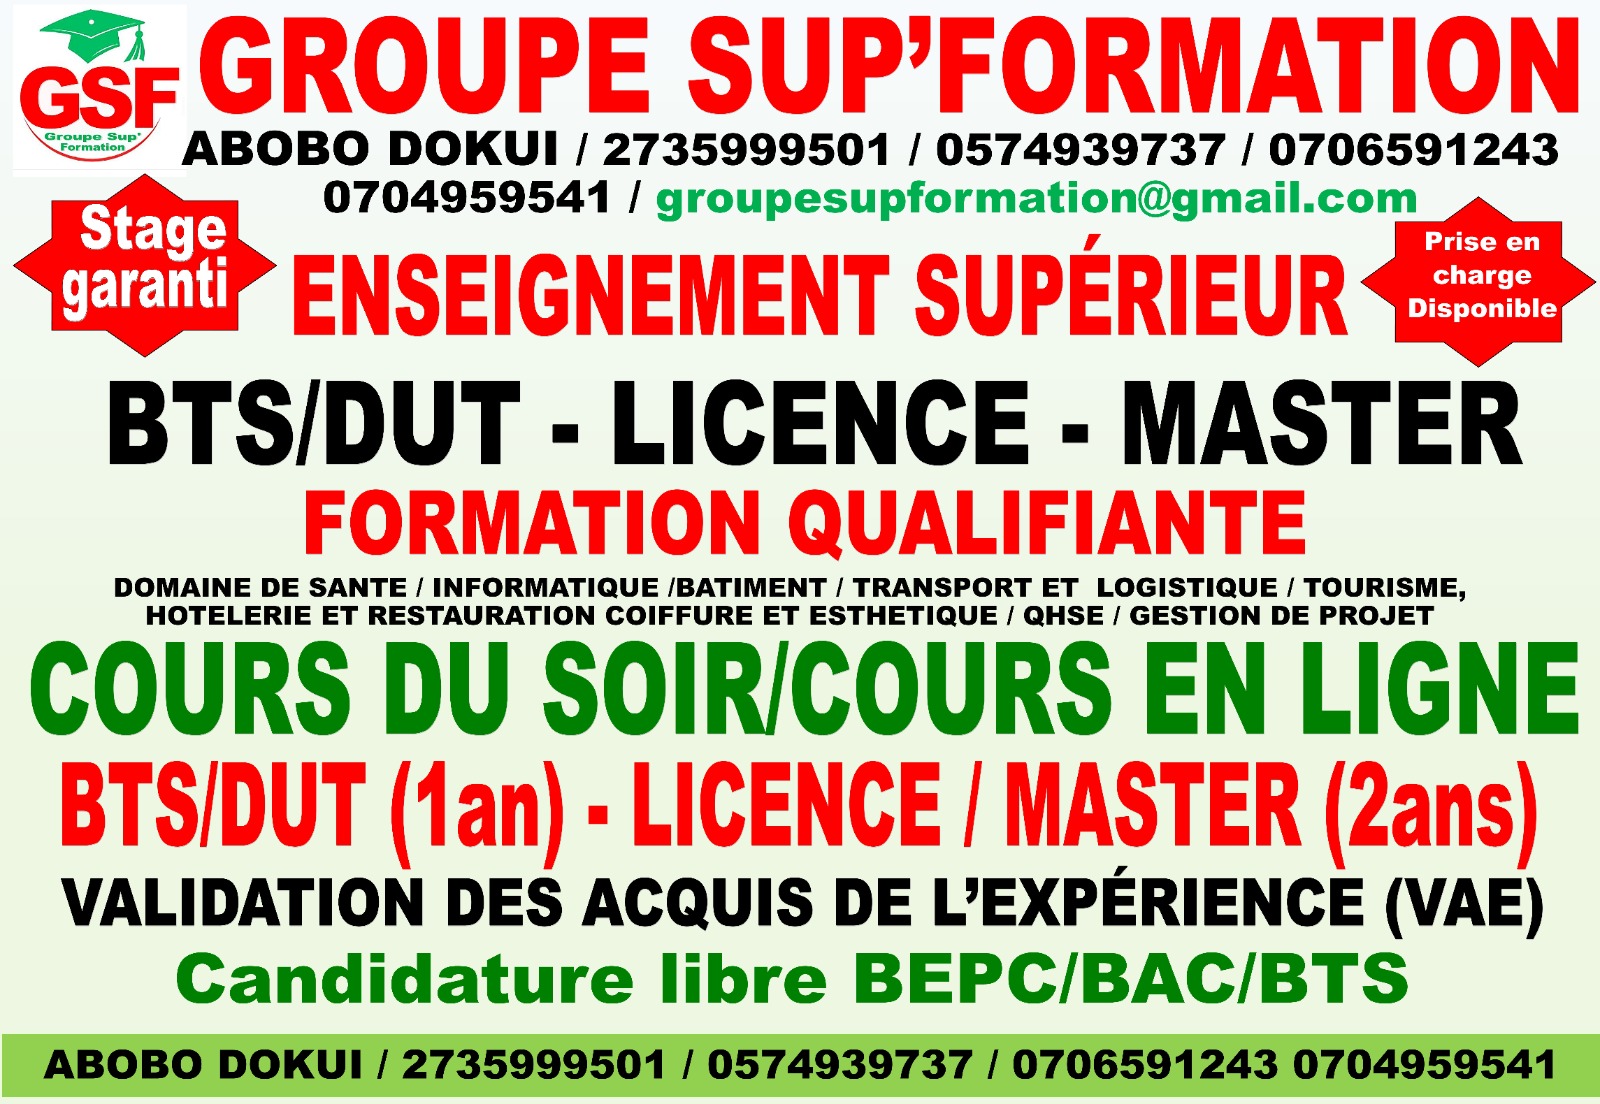 GSF
Groupe Sup'
Formation
GROUPE SUP’FORMATION
ABOBO DOKUI / 2735999501 / 0574939737 / 0706591243
0704959541 / groupesupformation@gmail.com
Stage
garanti
ENSEIGNEMENT SUPÉRIEUR
Prise en
charge
Disponible
BTS/DUT - LICENCE - MASTER
FORMATION QUALIFIANTE
DOMAINE DE SANTE / INFORMATIQUE /BATIMENT / TRANSPORT ET LOGISTIQUE / TOURISME,
HOTELERIE ET RESTAURATION COIFFURE ET ESTHETIQUE / QHSE / GESTION DE PROJET
COURS DU SOIR/COURS EN LIGNE
BTS/DUT (1an) - LICENCE / MASTER (2ans)
VALIDATION DES ACQUIS DE L’EXPÉRIENCE (VAE)
Candidature libre BEPC/BAC/BTS
ABOBO DOKUI / 2735999501 / 0574939737 / 0706591243 0704959541